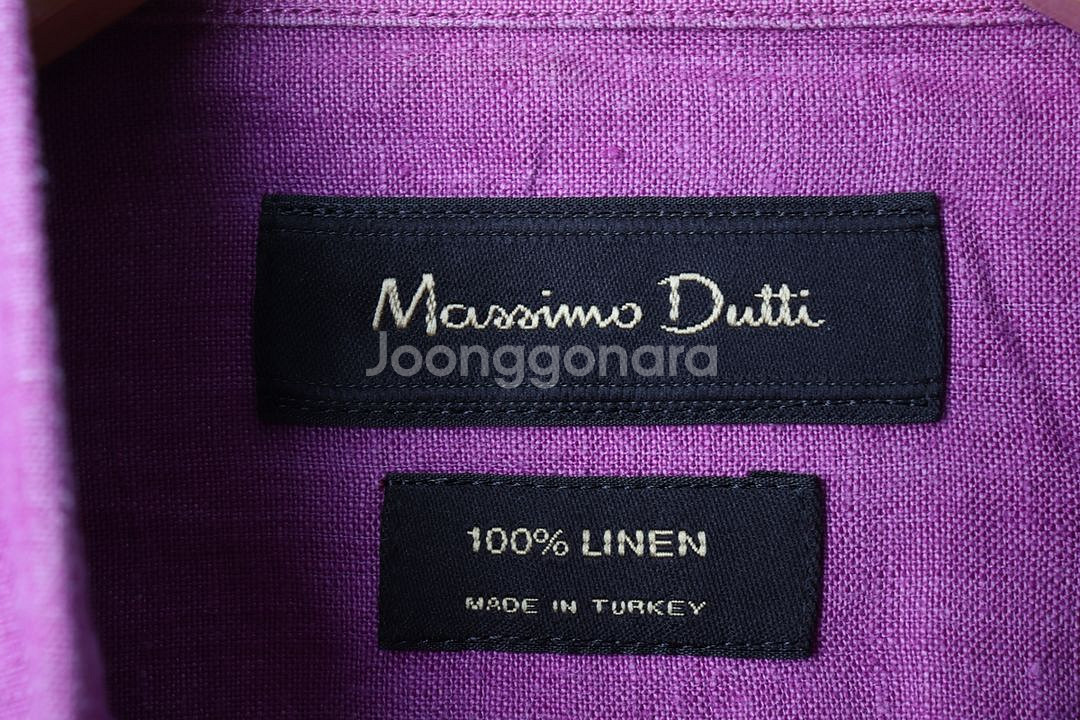 Massimo Dutti
Joonggonara
100% LINEN
MADE IN TURKEY